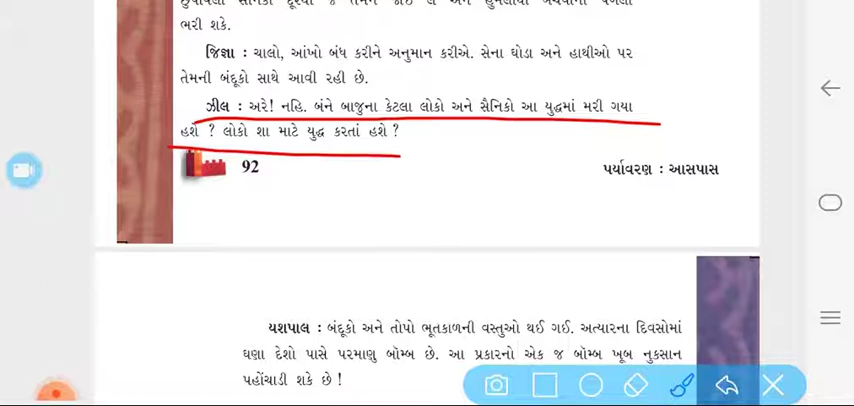 ભરી શકે.
જિજ્ઞા : ચાલો, આંખો બંધ કરીને અનુમાન કરીએ. સેના ઘોડા અને હાથીઓ પર
તેમની બંદૂકો સાથે આવી રહી છે.
ઝીલ : અરે! નહિ. બંને બાજુના કેટલા લોકો અને સૈનિકો આ યુદ્ધમાં મરી ગયા
હશે ? લોકો શા માટે યુદ્ધ કરતાં હશે ?
92
પર્યાવરણ : આસપાસ
યશપાલ : બંદૂકો અને તોપો ભૂતકાળની વસ્તુઓ થઈ ગઈ. અત્યારના દિવસોમાં
ઘણા દેશો પાસે પરમાણુ બૉમ્બ છે. આ પ્રકારનો એક જ બૉમ્બ ખૂબ નુકસાન
પહોંચાડી શકે છે !